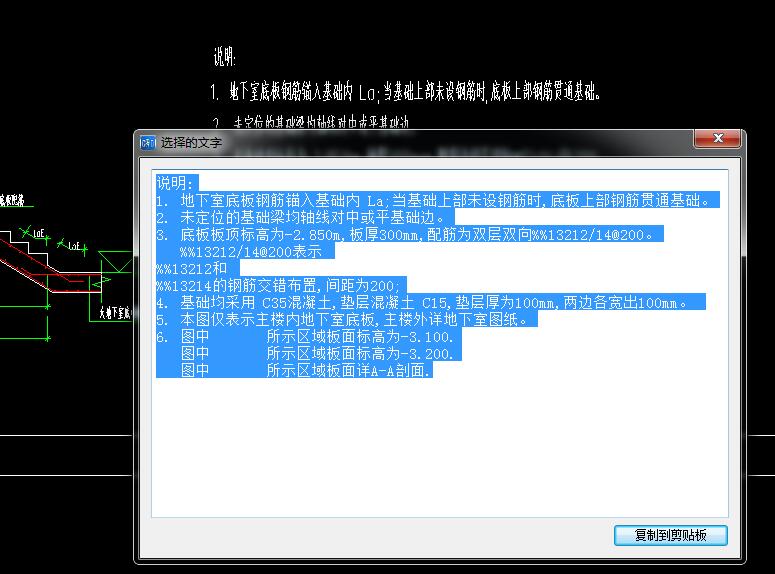 说明:
1. 地下室底板钢筋锚入基础内 La;当基础上部未设钢筋时,底板上部钢筋贯通基础。
2. 未定位的基础梁均轴线对中或平基础边
选择的文字
说明:
1. 地下室底板钢筋锚入基础内 La;当基础上部未设钢筋时,底板上部钢筋贯通基础。
2. 未定位的基础梁均轴线对中或平基础边。
3. 底板板顶标高为-2.850m,板厚300mm,配筋为双层双向%%13212/14@200。
%%13212/14@200表示
%%13212和
%%13214的钢筋交错布置,间距为200;
4. 基础均采用 C35混凝土,垫层混凝土 C15,垫层厚为100mm,两边各宽出100mm。
5. 本图仅表示主楼内地下室底板,主楼外详地下室图纸。
6. 图中 所示区域板面标高为-3.100.
图中 所示区域板面标高为-3.200.
图中 所示区域板面详A-A剖面.
复制到剪贴板
底板配筋
LaE
LaE
大地下室底